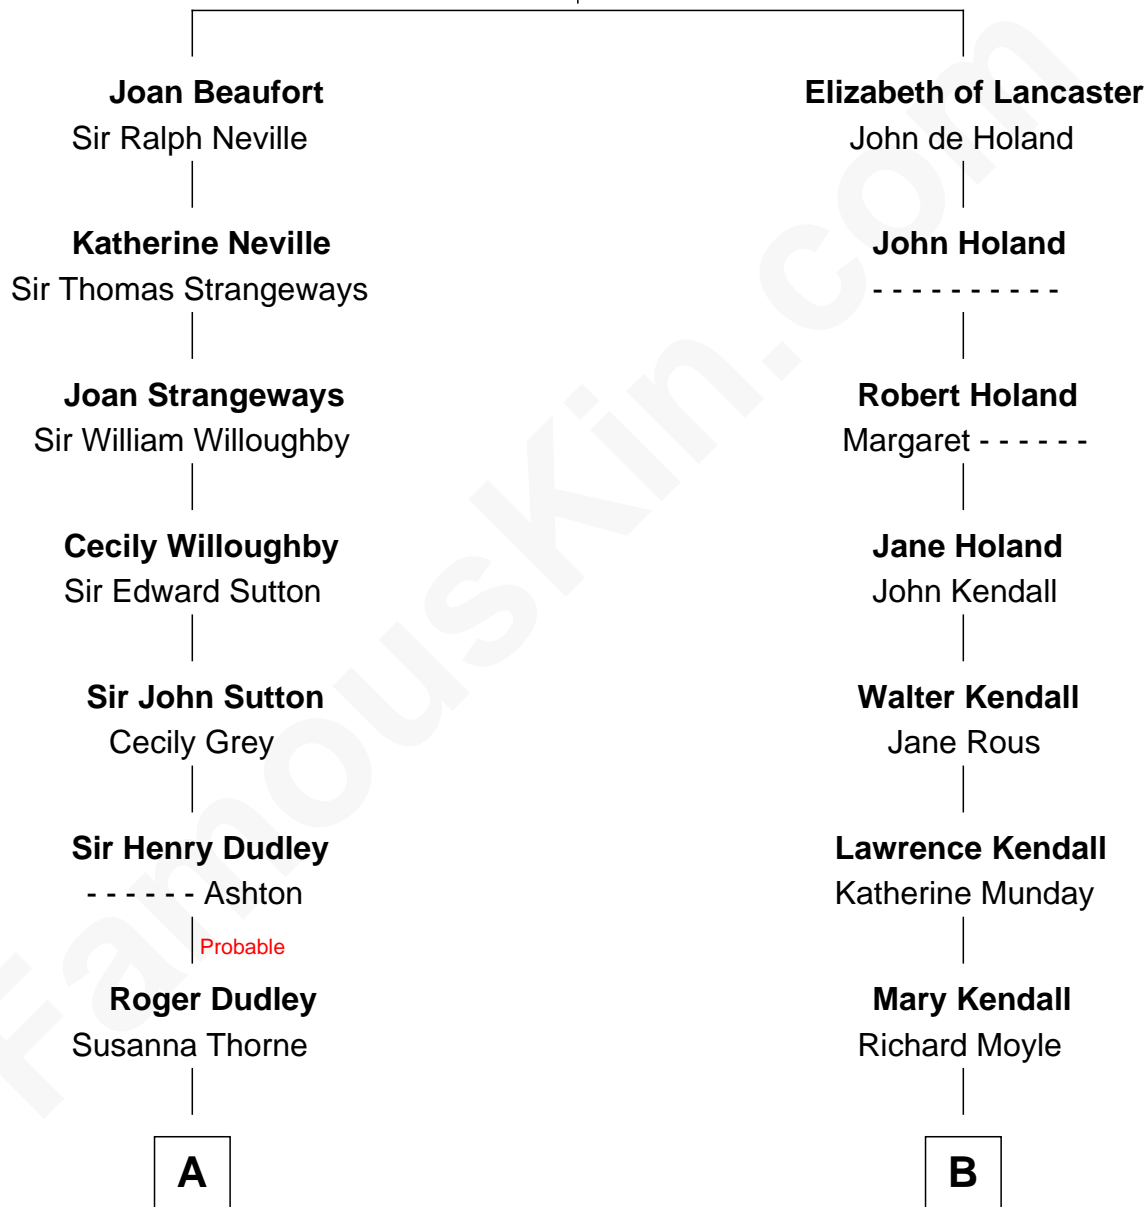 Joan Beaufort
Sir Ralph Neville
Katherine Neville
Sir Thomas Strangeways
Joan Strangeways
Sir William Willoughby
Cecily Willoughby
Sir Edward Sutton
Sir John Sutton
Cecily Grey
Sir Henry Dudley
- - - - - - Ashton
Probable
Roger Dudley
Susanna Thorne
A
Elizabeth of Lancaster
John de Holand
John Holand
- - - - - - - - - -
Robert Holand
Margaret - - - - - -
Jane Holand
John Kendall
Walter Kendall
Jane Rous
Lawrence Kendall
Katherine Munday
Mary Kendall
Richard Moyle
B
FamousKin.com